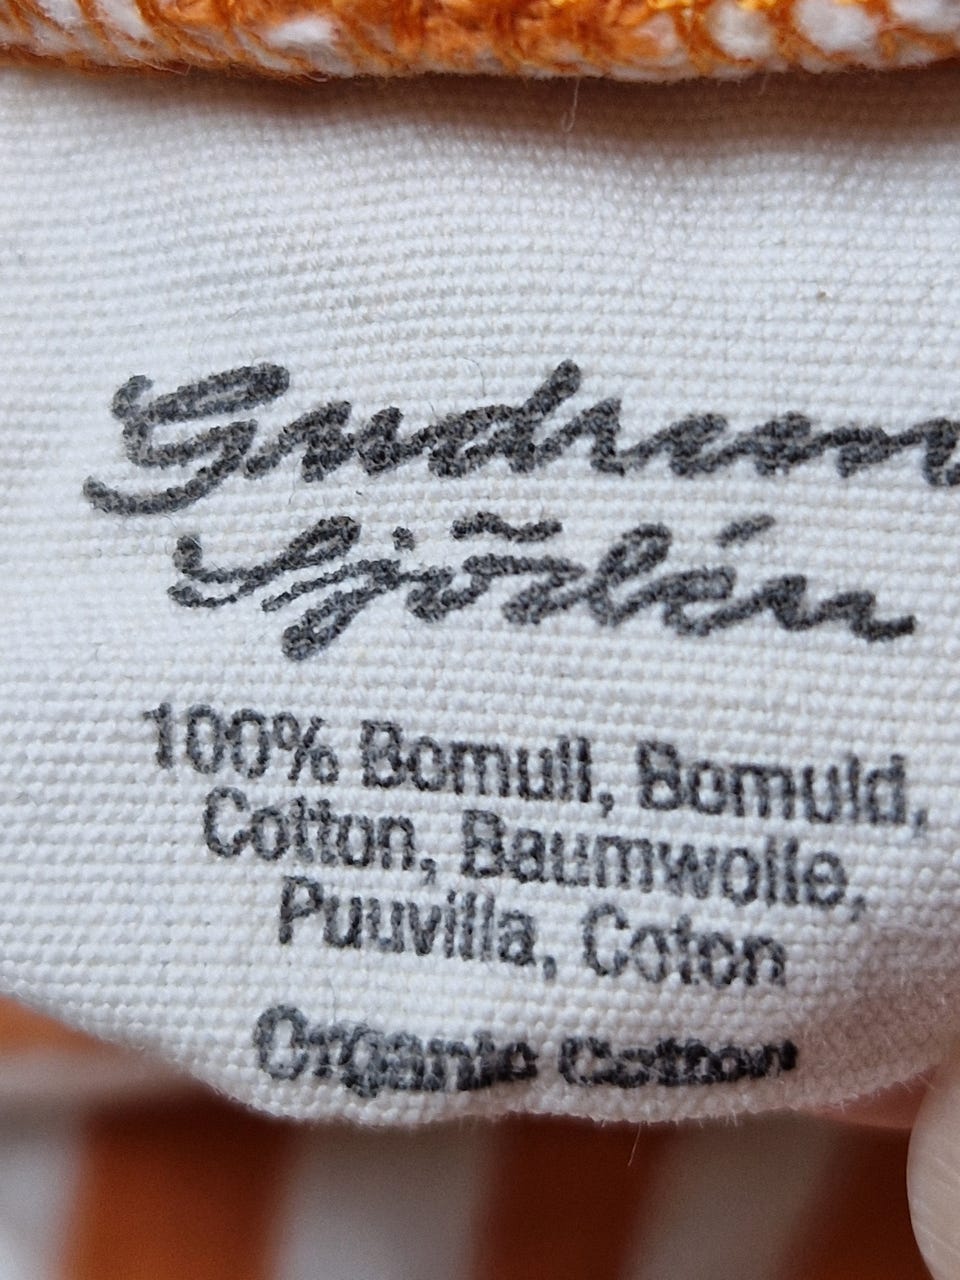 Gudrun
Sjödén
100% Bomull, Bomuld,
Cotton, Baumwolle,
Puuvilla, Coton
Organic Cotton